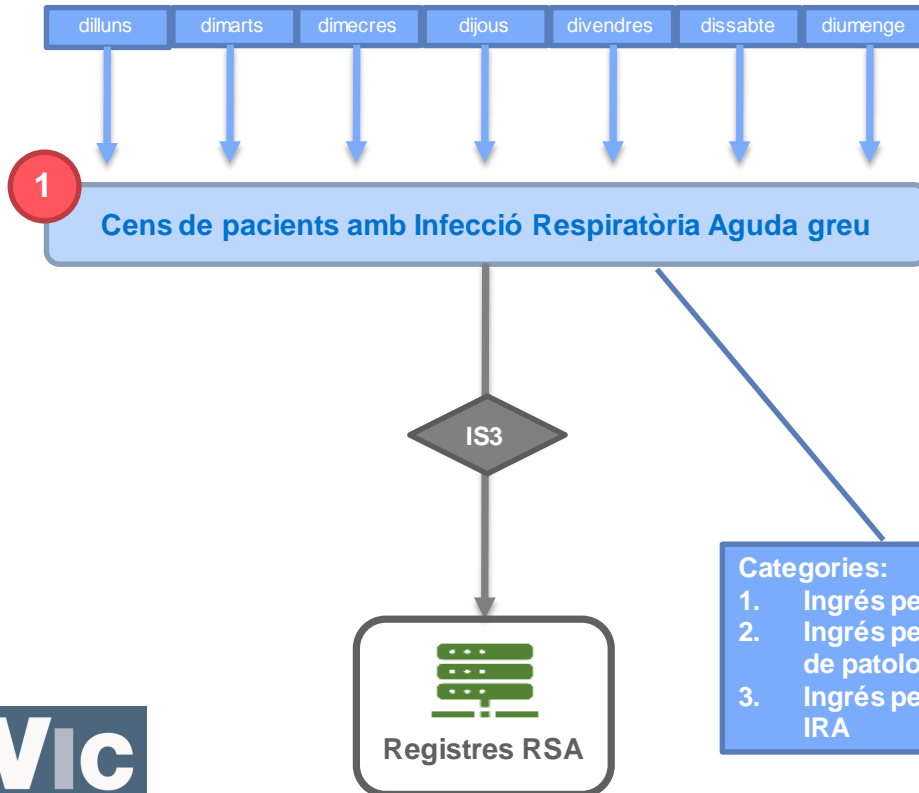 dilluns dimarts dimecres dijous divendres dissabte diumenge
1
Cens de pacients amb Infecció Respiratòria Aguda greu
IS3
Categories:
1. Ingrés pe
2. Ingrés pe
de patolo
3. Ingrés pe
IRA
Registres RSA
VIC